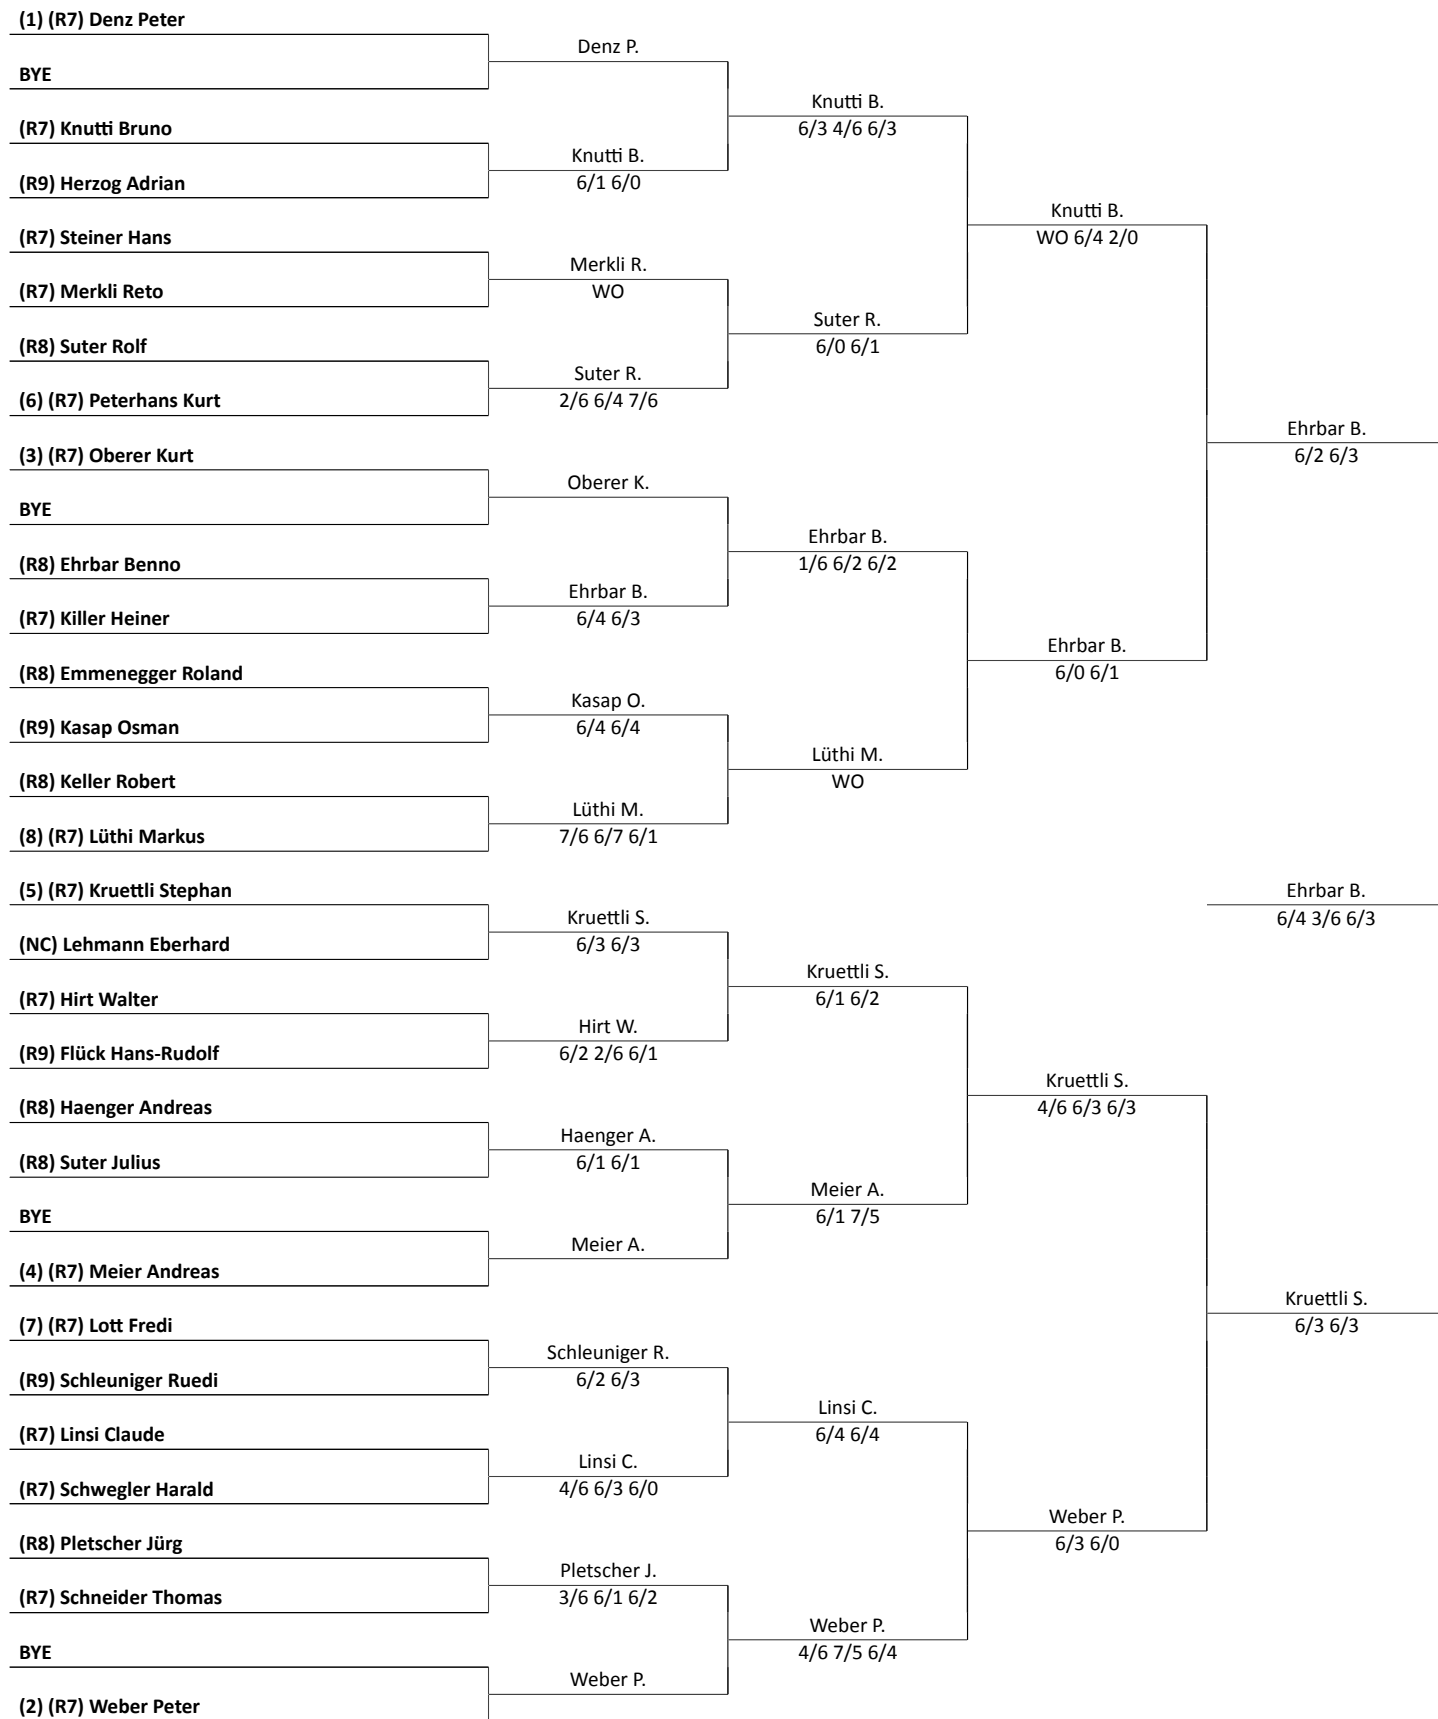 (1) (R7) Denz Peter
BYE
(R7) Knutti Bruno
(R9) Herzog Adrian
(R7) Steiner Hans
(R7) Merkli Reto
(R8) Suter Rolf
(6) (R7) Peterhans Kurt
(3) (R7) Oberer Kurt
BYE
(R8) Ehrbar Benno
(R7) Killer Heiner
(R8) Emmenegger Roland
(R9) Kasap Osman
(R8) Keller Robert
(8) (R7) Lüthi Markus
(5) (R7) Kruettli Stephan
(NC) Lehmann Eberhard
(R7) Hirt Walter
(R9) Flück Hans-Rudolf
(R8) Haenger Andreas
(R8) Suter Julius
BYE
(4) (R7) Meier Andreas
(7) (R7) Lott Fredi
(R9) Schleuniger Ruedi
(R7) Linsi Claude
(R7) Schwegler Harald
(R8) Pletscher Jürg
(R7) Schneider Thomas
BYE
(2) (R7) Weber Peter
Denz P.
Knutti B.
6/1 6/0
Merkli R.
WO
Suter R.
2/6 6/4 7/6
Oberer K.
Ehrbar B.
6/4 6/3
Kasap O.
6/4 6/4
Lüthi M.
7/6 6/7 6/1
Kruettli S.
6/3 6/3
Hirt W.
6/2 2/6 6/1
Haenger A.
6/1 6/1
Meier A.
Schleuniger R.
6/2 6/3
Linsi C.
4/6 6/3 6/0
Pletscher J.
3/6 6/1 6/2
Weber P.
Knutti B.
6/3 4/6 6/3
Suter R.
6/0 6/1
Ehrbar B.
1/6 6/2 6/2
Lüthi M.
WO
Kruettli S.
6/1 6/2
Meier A.
6/1 7/5
Linsi C.
6/4 6/4
Weber P.
4/6 7/5 6/4
Knutti B.
WO 6/4 2/0
Ehrbar B.
6/0 6/1
Kruettli S.
4/6 6/3 6/3
Weber P.
6/3 6/0
Ehrbar B.
6/2 6/3
Ehrbar B.
6/4 3/6 6/3
Kruettli S.
6/3 6/3